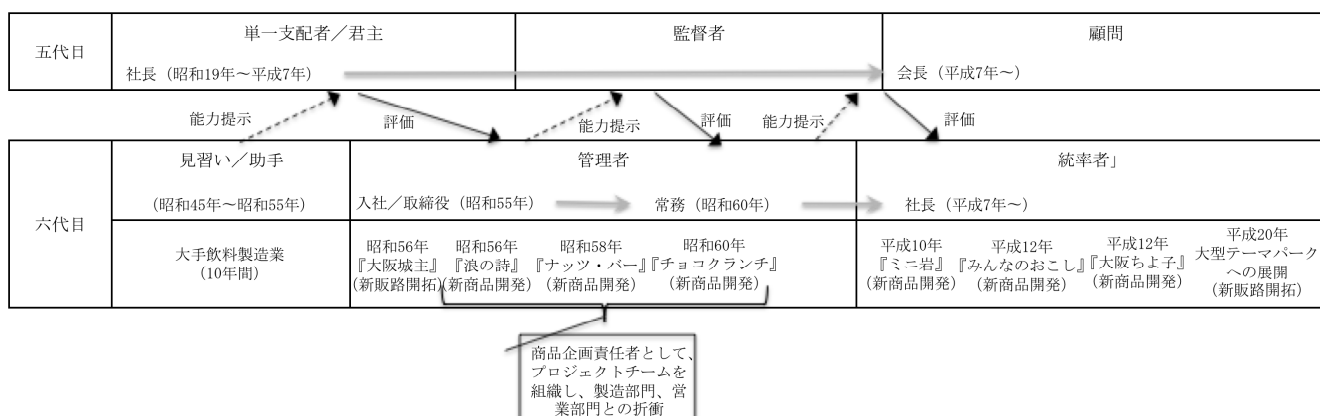 五代目
単一支配者／君主
監督者
顧問
社長（昭和19年～平成7年）
会長（平成7年～）
能力提示
評価
能力提示
評価
能力提示
評価
六代目
見習い／助手
管理者
統率者」
（昭和45年～昭和55年）
入社／取締役（昭和55年）
常務（昭和60年）
社長（平成7年～）
大手飲料製造業
（10年間）
昭和56年
『大阪城主』
（新販路開拓）
昭和56年
『浪の詩』
（新商品開発）
昭和58年
『ナッツ・バー』
（新商品開発）
昭和60年
『チョコクランチ』
（新商品開発）
平成10年
『ミニ岩』
（新商品開発）
平成12年
『みんなのおこし』
（新商品開発）
平成12年
『大阪ちよ子』
（新商品開発）
平成20年
大型テーマパーク
への展開
（新販路開拓）
商品企画責任者として、
プロジェクトチームを
組織し、製造部門、営
業部門との折衝